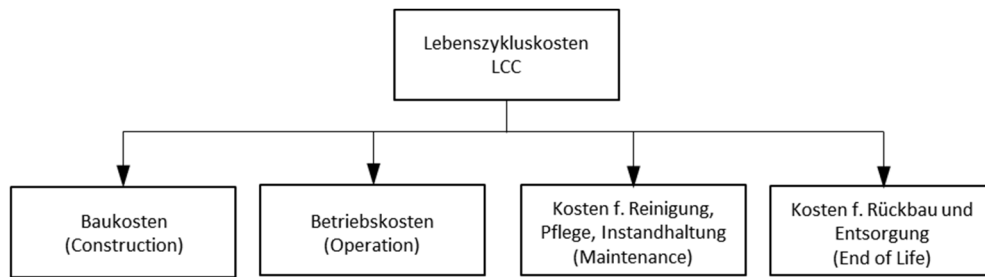 Lebenszykluskosten
LCC
Baukosten
(Construction)
Betriebskosten
(Operation)
Kosten f. Reinigung,
Pflege, Instandhaltung
(Maintenance)
Kosten f. Rückbau und
Entsorgung
(End of Life)